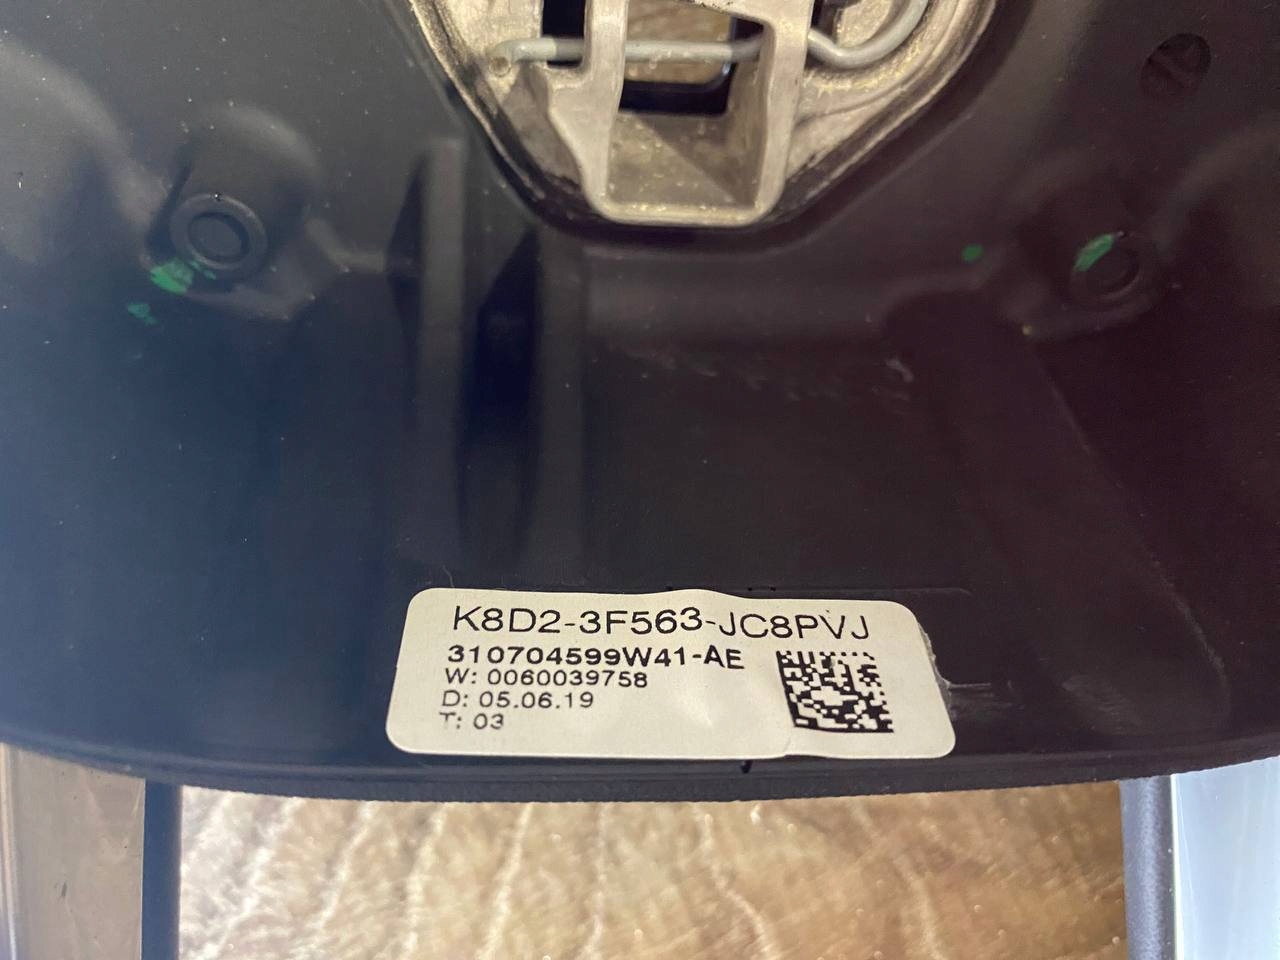 K8D2-3F563-JC8PVJ
310704599W41-AE
W: 0060039758
D: 05.06.19
T: 03